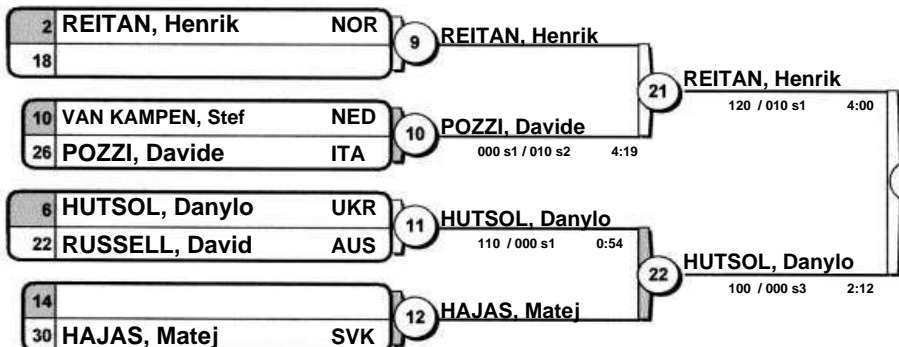 2 REITAN, Henrik NOR
18
9 REITAN, Henrik
10 VAN KAMPEN, Stef NED
26 POZZI, Davide ITA
10 POZZI, Davide
000 s1 / 010 s2 4:19
21 REITAN, Henrik
120 / 010 s1 4:00
6 HUTSOL, Danylo UKR
22 RUSSELL, David AUS
11 HUTSOL, Danylo
110 / 000 s1 0:54
14
30 HAJAS, Matej SVK
12 HAJAS, Matej
22 HUTSOL, Danylo
100 / 000 s3 2:12